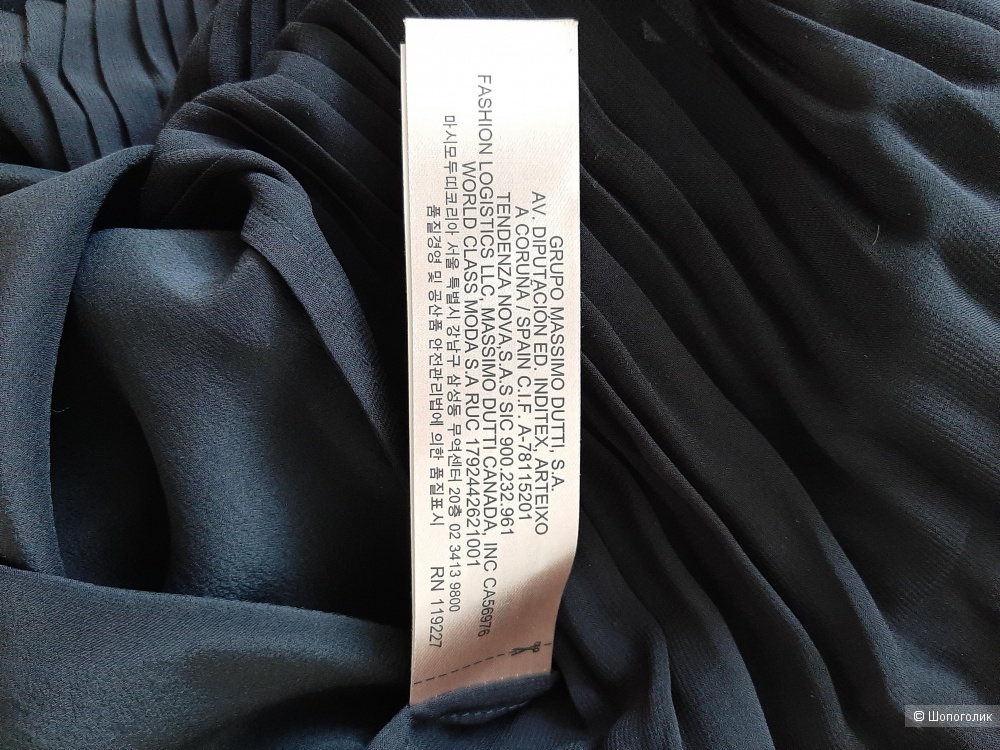 GRUPO MASSIMO DUTTI, S.A.
AV. DIPUTACIÓN ED. INDITEX, ARTEIXO
A CORUÑA / SPAIN C.I.F. A-78115201
TENDENZA NOVA,S.A.S SIC 900.232.961
FASHION LOGISTICS LLC, MASSIMO DUTTI CANADA, INC CA56976
WORLD CLASS MODA S.A RUC 1792442621001
마시모두띠코리아 서울 특별시 강남구 삼성동 무역센터 20층 02 3413 9800
품질경영 및 공산품 안전관리법에 의한 품질표시 RN 119227
© Шопоголик